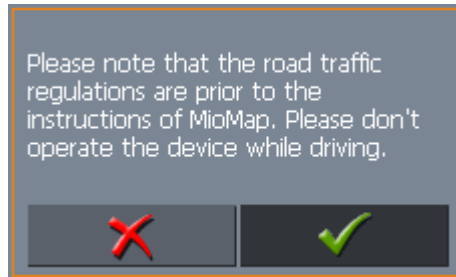 Please note that the road traffic
regulations are prior to the
instructions of MioMap. Please don't
operate the device while driving.